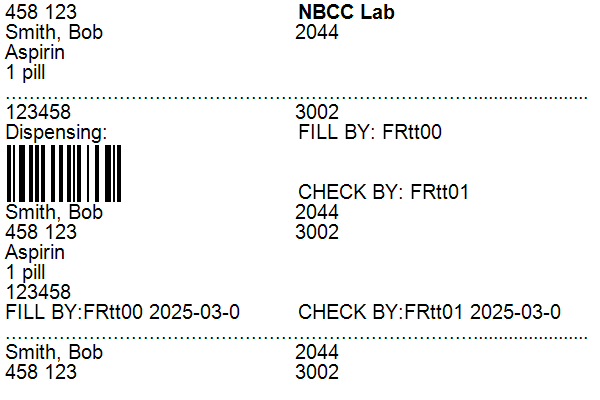 458 123 NBCC Lab
Smith, Bob 2044
Aspirin
1 pill
123458 3002
Dispensing: FILL BY: FRtt00
CHECK BY: FRtt01
Smith, Bob 2044
458 123 3002
Aspirin
1 pill
123458
FILL BY:FRtt00 2025-03-0 CHECK BY:FRtt01 2025-03-0
Smith, Bob 2044
458 123 3002